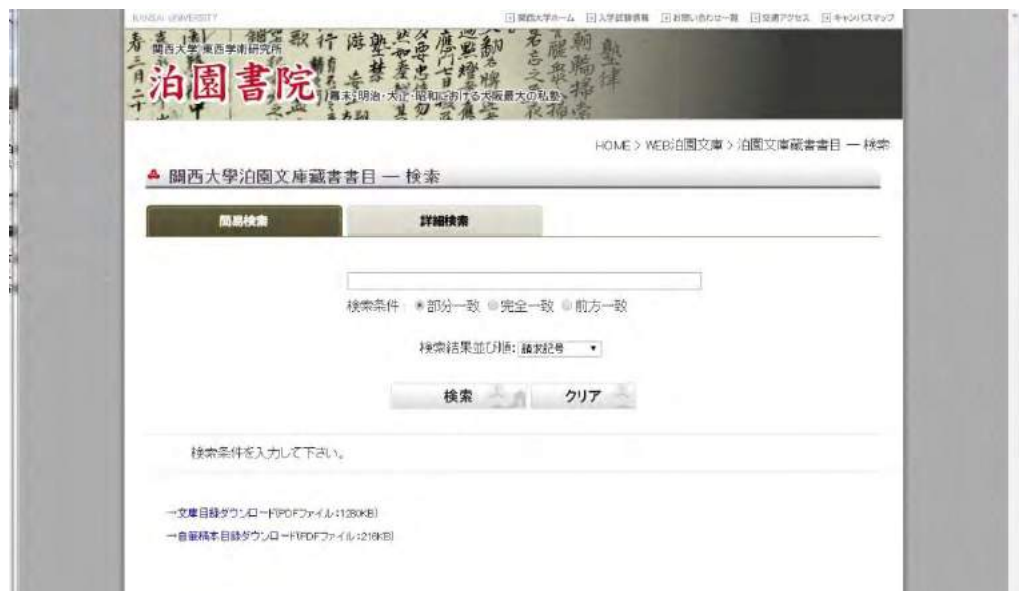 KANSAI UNIVERSITY
関西大学ホーム 入学試験情報 お問い合わせ一覧 交通アクセス キャンパスマップ
関西大学 東西学術研究所
泊園書院
幕末・明治・大正・昭和における大阪最大の私塾
HOME > WEB泊園文庫 > 泊園文庫蔵書書目 — 検索
關西大學泊園文庫藏書書目 — 検索
簡易検索 詳細検索
検索条件: 部分一致 完全一致 前方一致
検索結果並び順: 請求記号
検索 クリア
検索条件を入力して下さい。
→文庫目録ダウンロード(PDFファイル:1280KB)
→自筆稿本目録ダウンロード(PDFファイル:216KB)